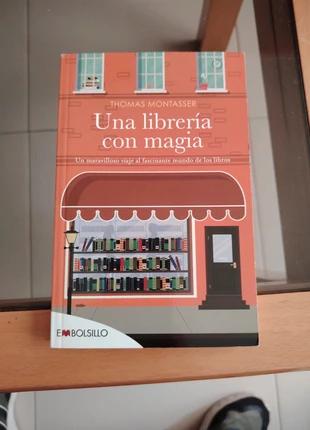 THOMAS MONTASSER
Una librería
con magia
Un maravilloso viaje al fascinante mundo de los libros
EMBOLSILLO